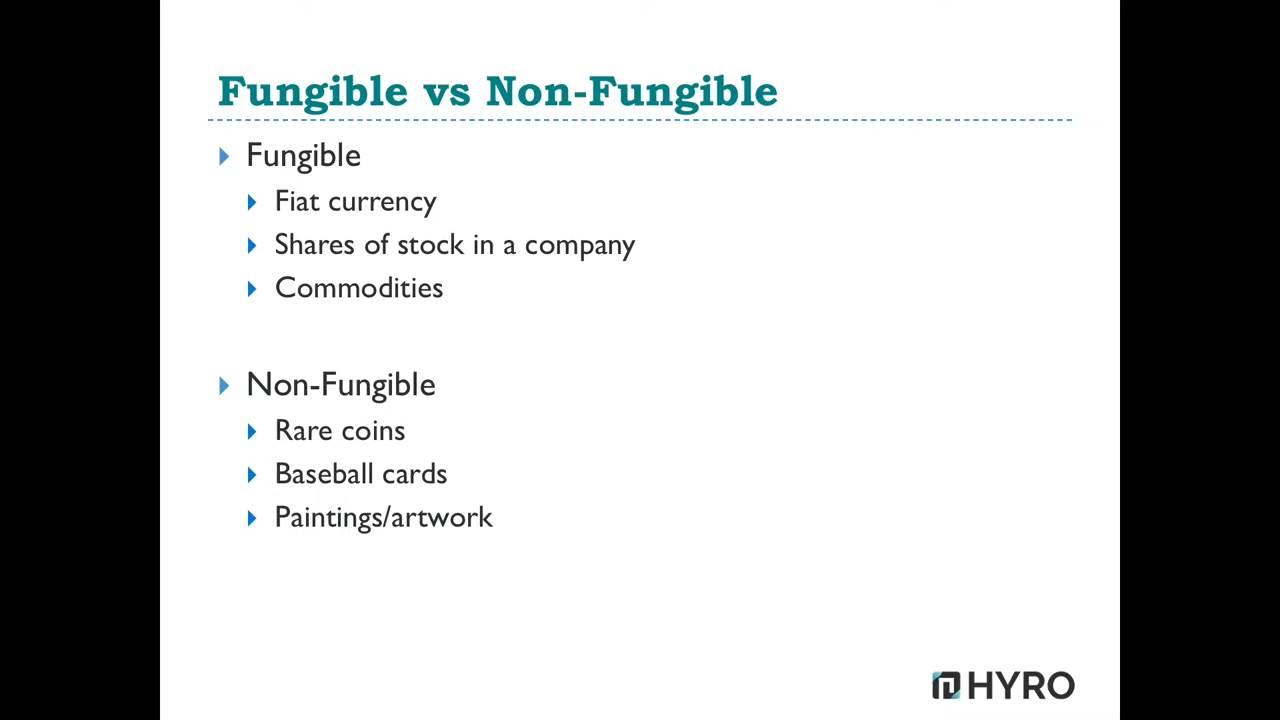 Fungible vs Non-Fungible
Fungible
Fiat currency
Shares of stock in a company
Commodities
Non-Fungible
Rare coins
Baseball cards
Paintings/artwork
HYRO